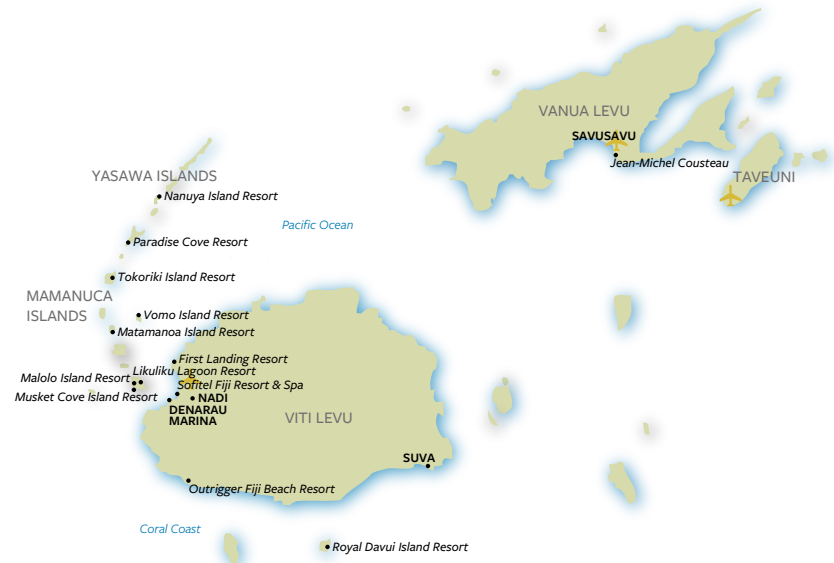 VANUA LEVU
SAVUSAVU
Jean-Michel Cousteau
TAVEUNI
YASAWA ISLANDS
Nanuya Island Resort
Pacific Ocean
Paradise Cove Resort
Tokoriki Island Resort
MAMANUCA
ISLANDS
Vomo Island Resort
Matamanoa Island Resort
First Landing Resort
Likuliku Lagoon Resort
Malolo Island Resort
Sofitel Fiji Resort & Spa
Musket Cove Island Resort
NADI
DENARAU
MARINA
VITI LEVU
SUVA
Outrigger Fiji Beach Resort
Coral Coast
Royal Davui Island Resort